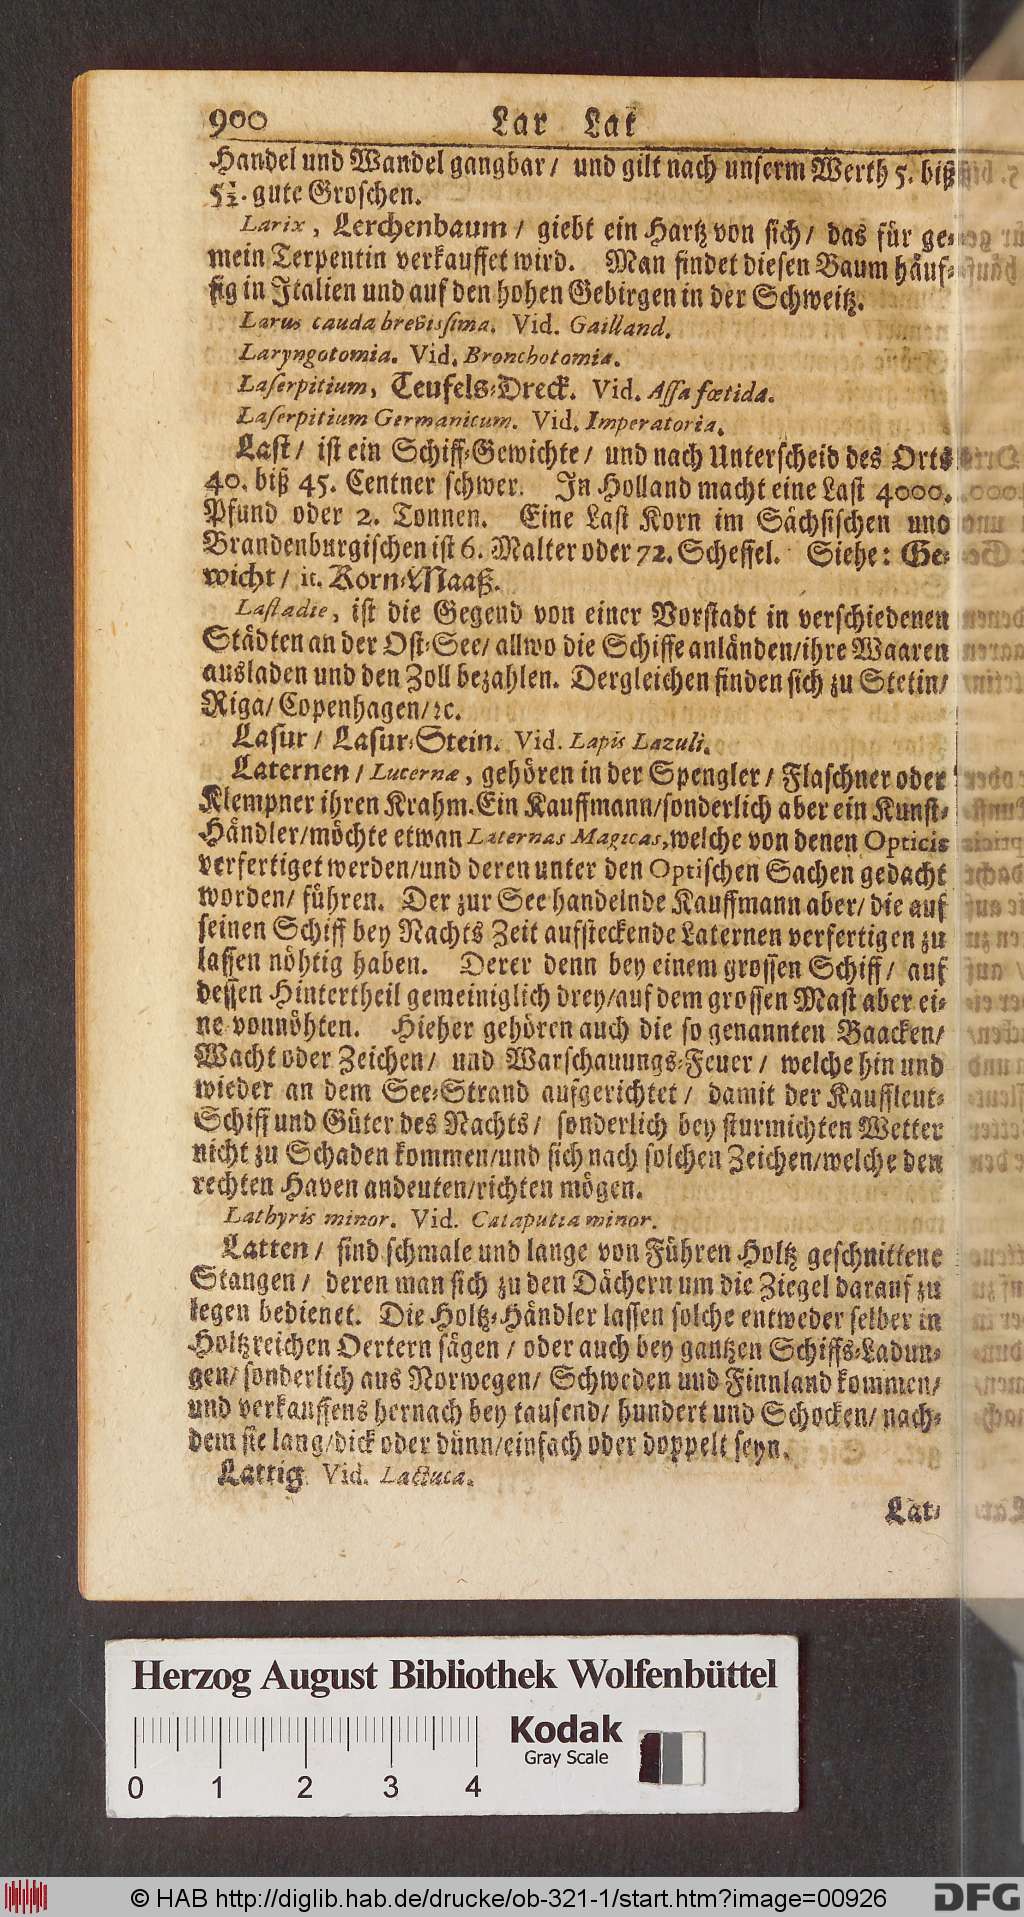 900 Lar Lat
Handel und Wandel gangbar/ und gilt nach unserm Werth 5. biß
5½. gute Groschen.
Larix, Lerchenbaum/ giebt ein Hartz von sich/ das für ge-
mein Terpentin verkauffet wird. Man findet diesen Baum häuf-
fig in Italien und auf den hohen Gebirgen in der Schweitz.
Larus cauda brevissima. Vid. Gailland.
Laryngotomia. Vid. Bronchotomia.
Laserpitium, Teufels-Dreck. Vid. Assa fœtida.
Laserpitium Germanicum. Vid. Imperatoria.
Last/ ist ein Schiff-Gewichte/ und nach Unterscheid des Orts
40. biß 45. Centner schwer. In Holland macht eine Last 4000.
Pfund oder 2. Tonnen. Eine Last Korn im Sächsischen und
Brandenburgischen ist 6. Malter oder 72. Scheffel. Siehe: Ge-
wicht/ it. Korn-Maaß.
Lastadie, ist die Gegend von einer Vorstadt in verschiedenen
Städten an der Ost-See/ allwo die Schiffe anländen/ihre Waaren
ausladen und den Zoll bezahlen. Dergleichen finden sich zu Stetin/
Riga/ Copenhagen/ ꝛc.
Lasur/ Lasur-Stein. Vid. Lapis Lazuli.
Laternen/ Lucernæ, gehören in der Spengler/ Flaschner oder
Klempner ihren Krahm. Ein Kauffmann/sonderlich aber ein Kunst-
Händler/möchte etwan Laternas Magicas, welche von denen Opticis
verfertiget werden/und deren unter den Optischen Sachen gedacht
worden/ führen. Der zur See handelnde Kauffmann aber/ die auf
seinen Schiff bey Nachts Zeit aufsteckende Laternen verfertigen zu
lassen nöhtig haben. Derer denn bey einem grossen Schiff/ auf
dessen Hintertheil gemeiniglich drey/auf dem grossen Mast aber ei-
ne vonnöhten. Hieher gehören auch die so genannten Baacken/
Wacht oder Zeichen/ und Warschauungs-Feuer/ welche hin und
wieder an dem See-Strand aufgerichtet/ damit der Kauffleut-
Schiff und Güter des Nachts/ sonderlich bey sturmichten Wetter
nicht zu Schaden kommen/und sich nach solchen Zeichen/welche den
rechten Haven andeuten/richten mögen.
Lathyris minor. Vid. Cataputia minor.
Latten/ sind schmale und lange von Führen Holtz geschnittene
Stangen/ deren man sich zu den Dächern um die Ziegel darauf zu
legen bedienet. Die Holtz-Händler lassen solche entweder selber in
Holtzreichen Oertern sägen/ oder auch bey gantzen Schiffs-Ladun-
gen/ sonderlich aus Norwegen/ Schweden und Finnland kommen/
und verkauffens hernach bey tausend/ hundert und Schocken/ nach-
dem sie lang/dick oder dünn/einfach oder doppelt seyn.
Lattig. Vid. Lactuca.
Lat-
Herzog August Bibliothek Wolfenbüttel
Kodak
Gray Scale
0 1 2 3 4
© HAB http://diglib.hab.de/drucke/ob-321-1/start.htm?image=00926
DFG